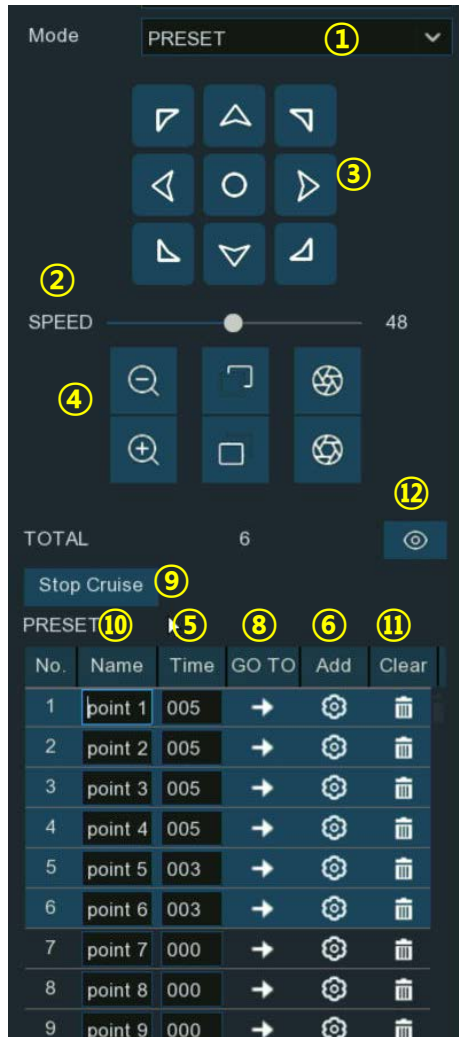 Mode PRESET ①
③
②
SPEED 48
④
⑫
TOTAL 6
Stop Cruise ⑨
PRESET ⑩ ⑤ ⑧ ⑥ ⑪
No. Name Time GO TO Add Clear
1 point 1 005
2 point 2 005
3 point 3 005
4 point 4 005
5 point 5 003
6 point 6 003
7 point 7 000
8 point 8 000
9 point 9 000